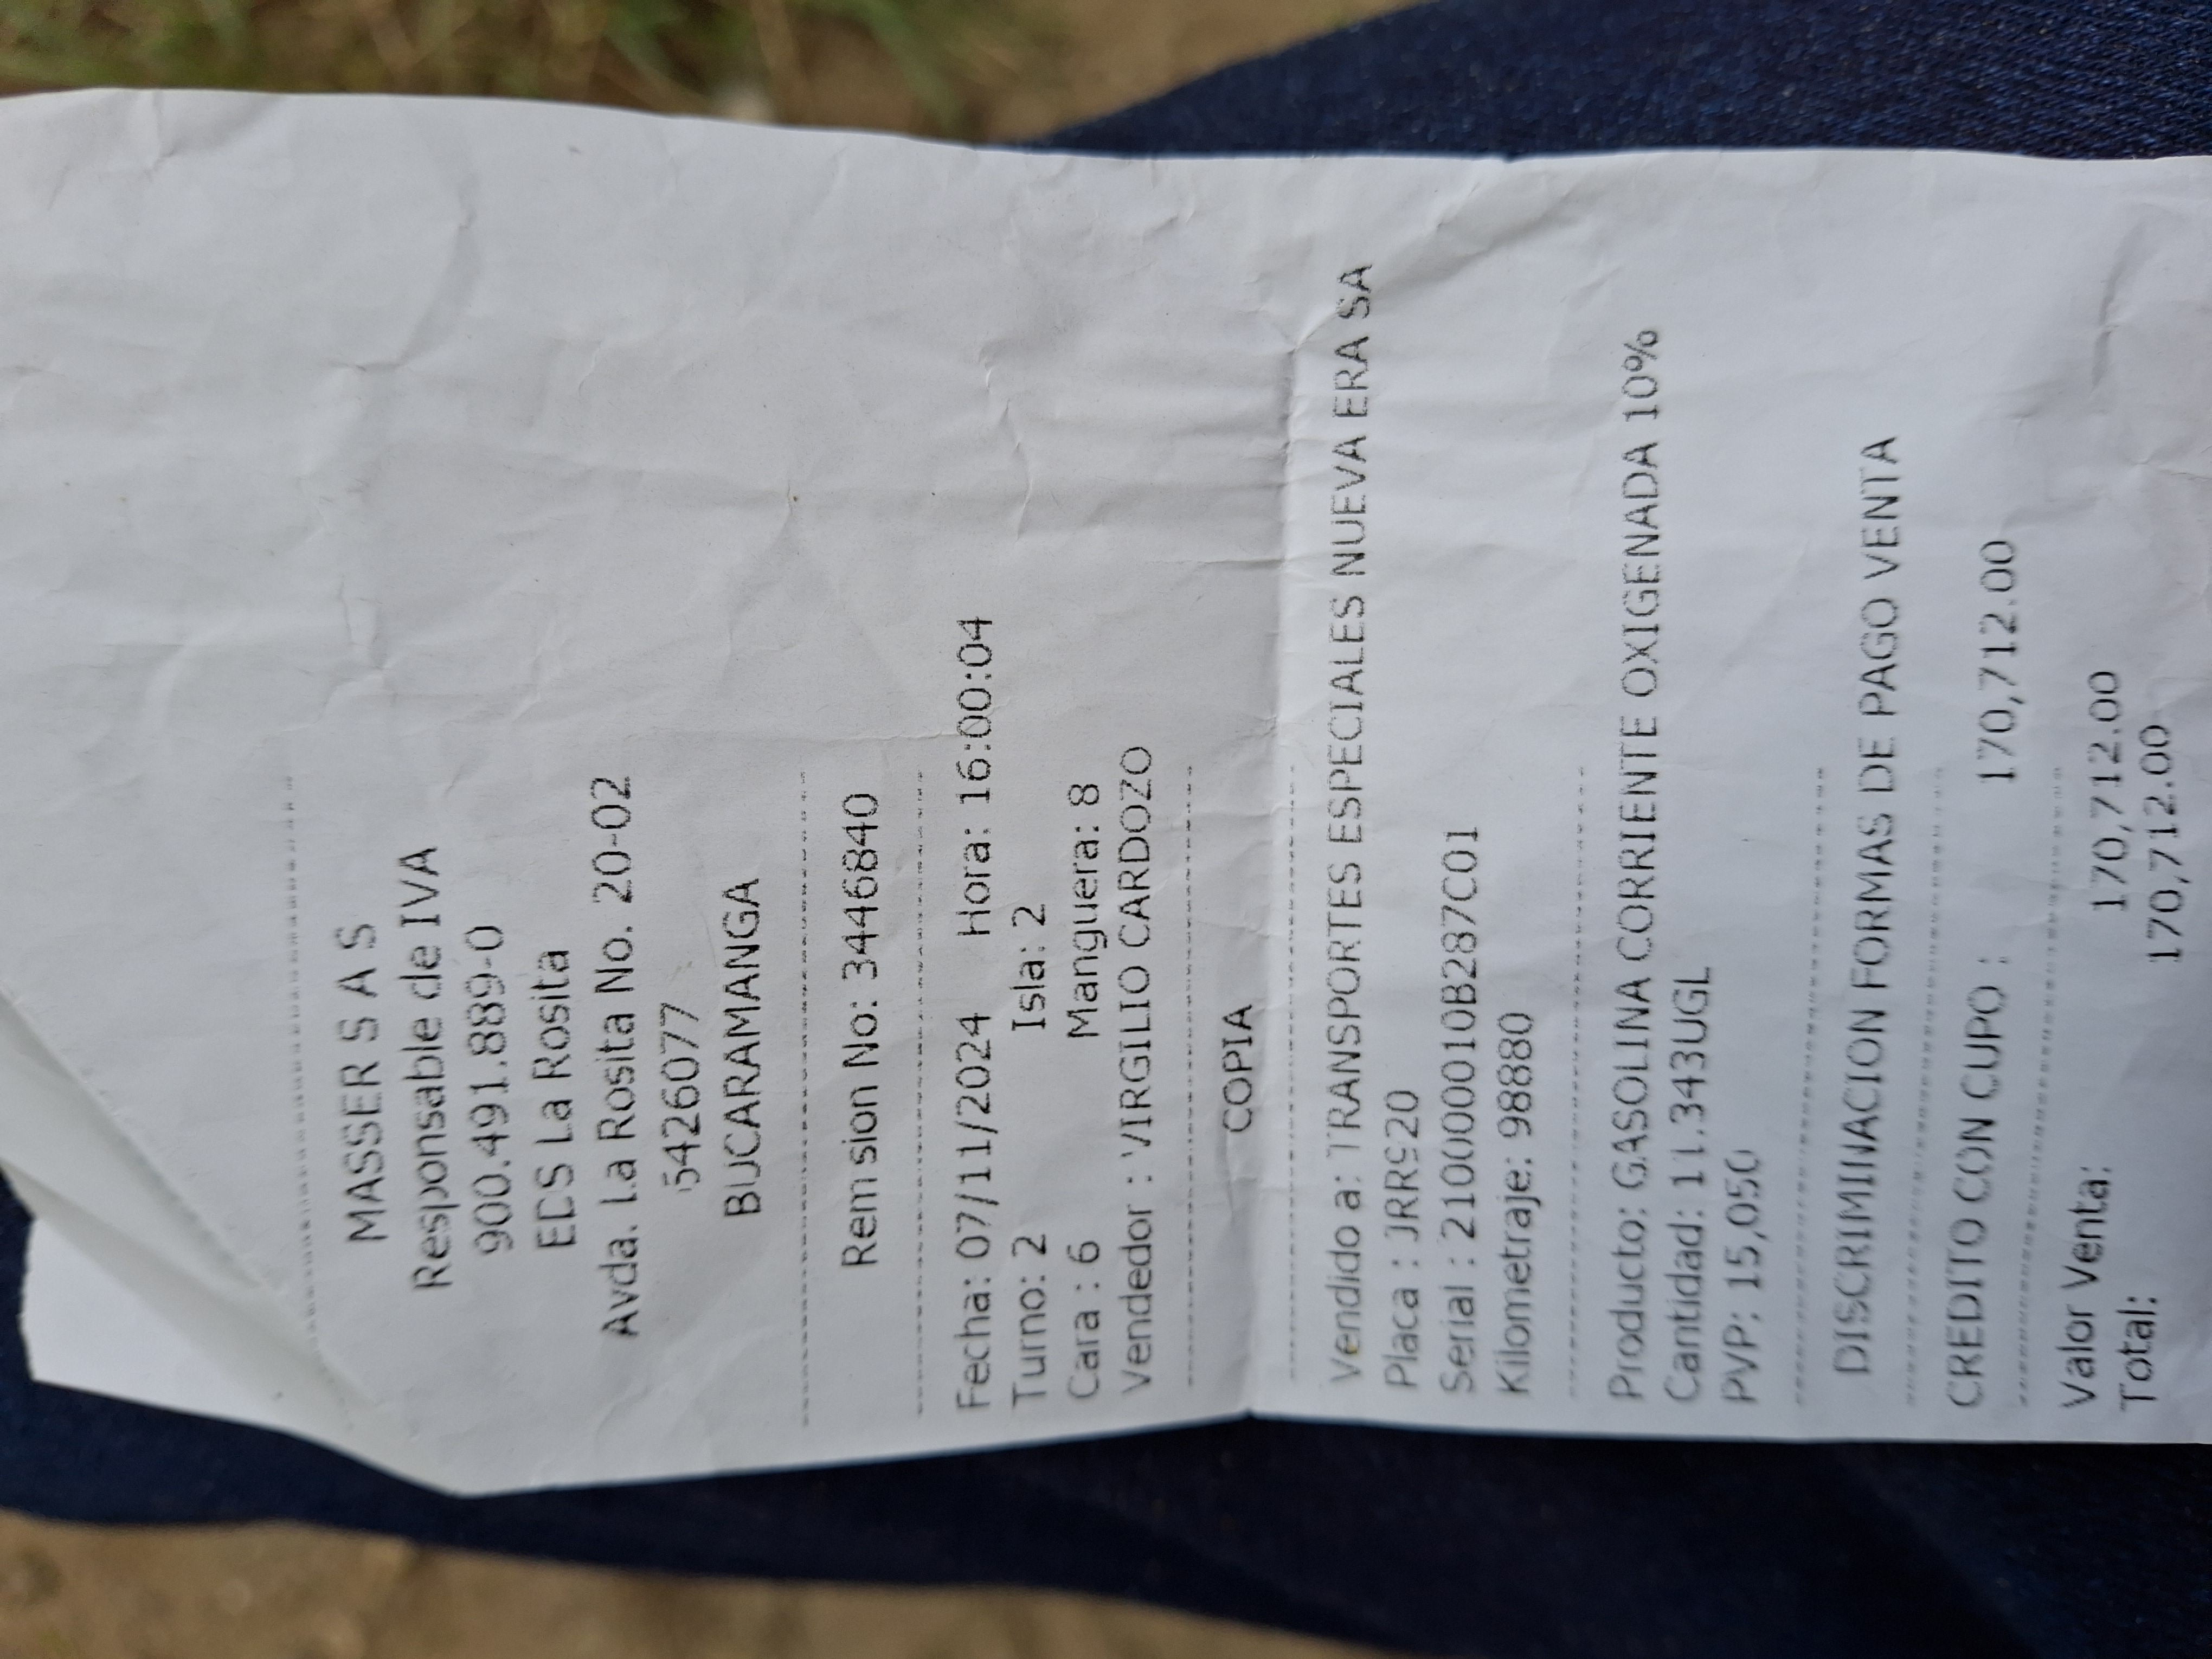 MASSER S A S
Responsable de IVA
900.491.889-0
EDS La Rosita
Avda. La Rosita No. 20-02
6426077
BUCARAMANGA
Remision No: 3446840
Fecha: 07/11/2024 Hora: 16:00:04
Turno: 2 Isla: 2
Cara : 6 Manguera: 8
Vendedor : VIRGILIO CARDOZO
COPIA
Vendido a: TRANSPORTES ESPECIALES NUEVA ERA SA
Placa : JRR920
Serial : 2100000010B287C01
Kilometraje: 98880
Producto: GASOLINA CORRIENTE OXIGENADA 10%
Cantidad: 11.343UGL
PVP: 15,050
DISCRIMINACION FORMAS DE PAGO VENTA
CREDITO CON CUPO : 170,712.00
Valor Venta: 170,712.00
Total: 170,712.00